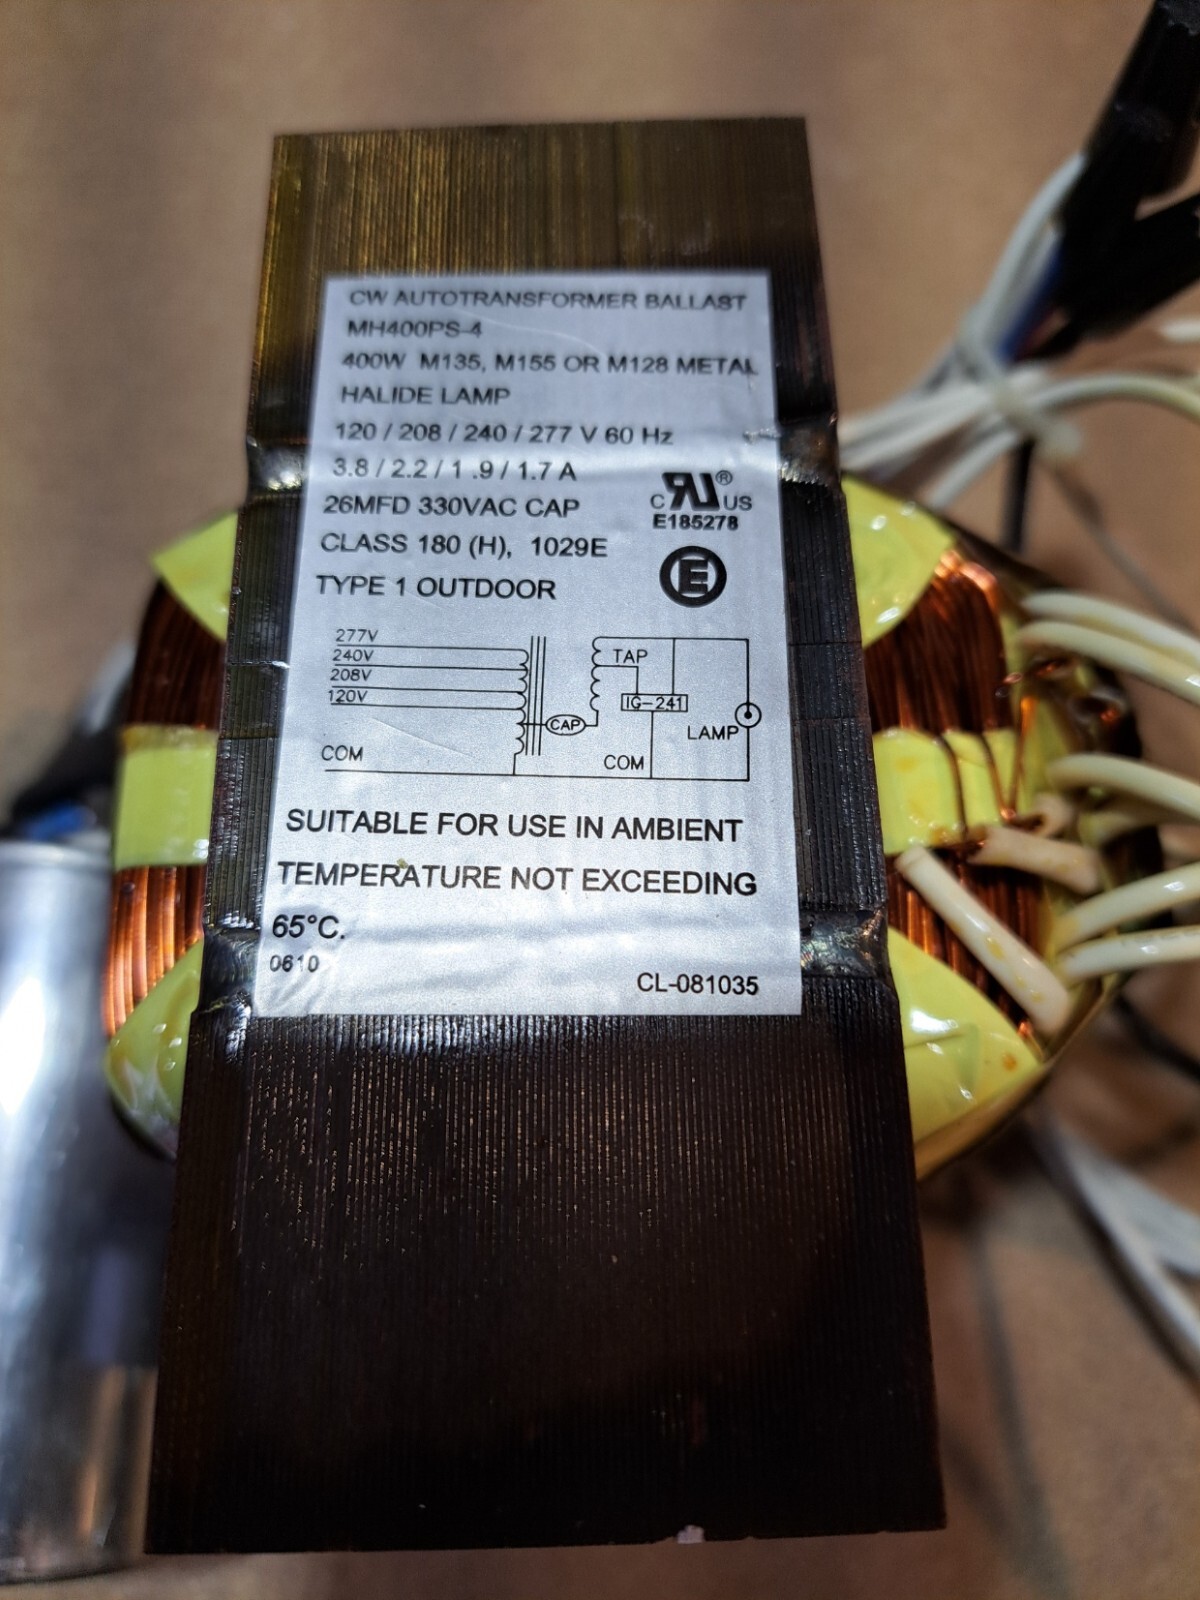 CW AUTOTRANSFORMER BALLAST
MH400PS-4
400W M135, M155 OR M128 METAL
HALIDE LAMP
120 / 208 / 240 / 277 V 60 Hz
3.8 / 2.2 / 1 .9 / 1.7 A
26MFD 330VAC CAP
CLASS 180 (H), 1029E
TYPE 1 OUTDOOR
C RU® US
E185278
E
277V
240V
208V
120V
COM
CAP
TAP
IG-241
LAMP
COM
SUITABLE FOR USE IN AMBIENT
TEMPERATURE NOT EXCEEDING
65°C.
0610
CL-081035